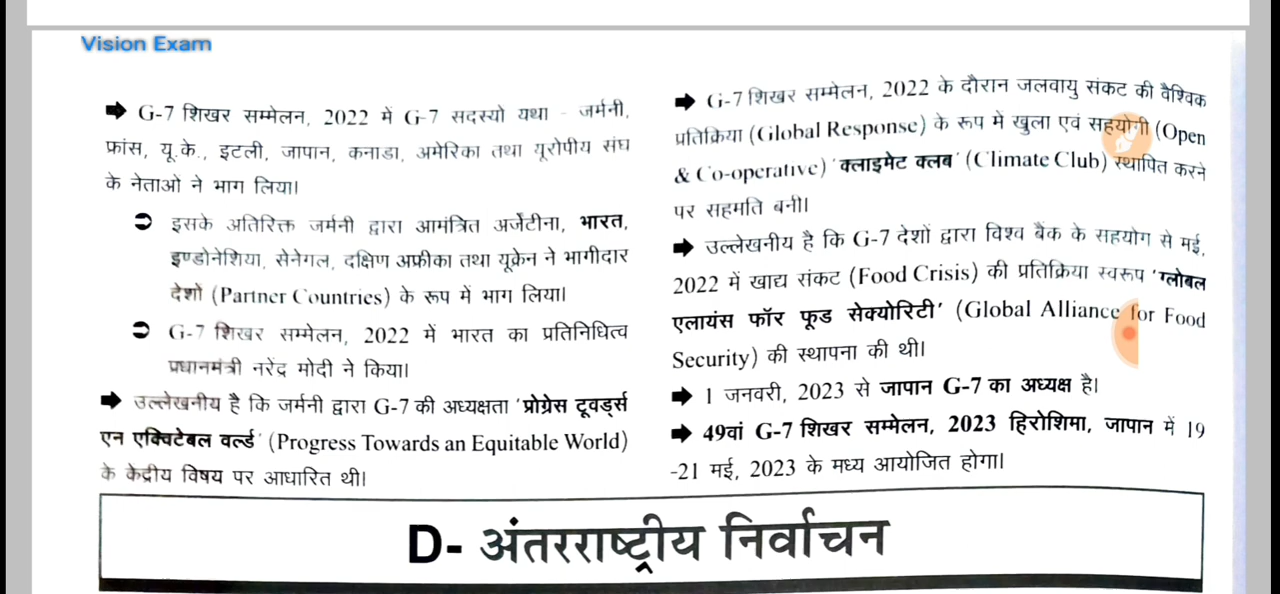 Vision Exam
➡ G-7 शिखर सम्मेलन, 2022 में G-7 सदस्यो यथा - जर्मनी,
फ्रांस, यू.के., इटली, जापान, कनाडा, अमेरिका तथा यूरोपीय संघ
के नेताओ ने भाग लिया।
➲ इसके अतिरिक्त जर्मनी द्वारा आमंत्रित अर्जेंटीना, भारत,
इण्डोनेशिया, सेनेगल, दक्षिण अफ्रीका तथा यूक्रेन ने भागीदार
देशों (Partner Countries) के रूप में भाग लिया।
➲ G-7 शिखर सम्मेलन, 2022 में भारत का प्रतिनिधित्व
प्रधानमंत्री नरेंद्र मोदी ने किया।
➡ उल्लेखनीय है कि जर्मनी द्वारा G-7 की अध्यक्षता 'प्रोग्रेस टूवर्ड्स
एन एक्विटेबल वर्ल्ड' (Progress Towards an Equitable World)
के केंद्रीय विषय पर आधारित थी।
➡ G-7 शिखर सम्मेलन, 2022 के दौरान जलवायु संकट की वैश्विक
प्रतिक्रिया (Global Response) के रूप में खुला एवं सहयोगी (Open
& Co-operative) 'क्लाइमेट क्लब' (Climate Club) स्थापित करने
पर सहमति बनी।
➡ उल्लेखनीय है कि G-7 देशों द्वारा विश्व बैंक के सहयोग से मई,
2022 में खाद्य संकट (Food Crisis) की प्रतिक्रिया स्वरूप 'ग्लोबल
एलायंस फॉर फूड सेक्योरिटी' (Global Alliance for Food
Security) की स्थापना की थी।
➡ 1 जनवरी, 2023 से जापान G-7 का अध्यक्ष है।
➡ 49वां G-7 शिखर सम्मेलन, 2023 हिरोशिमा, जापान में 19
-21 मई, 2023 के मध्य आयोजित होगा।
D- अंतरराष्ट्रीय निर्वाचन